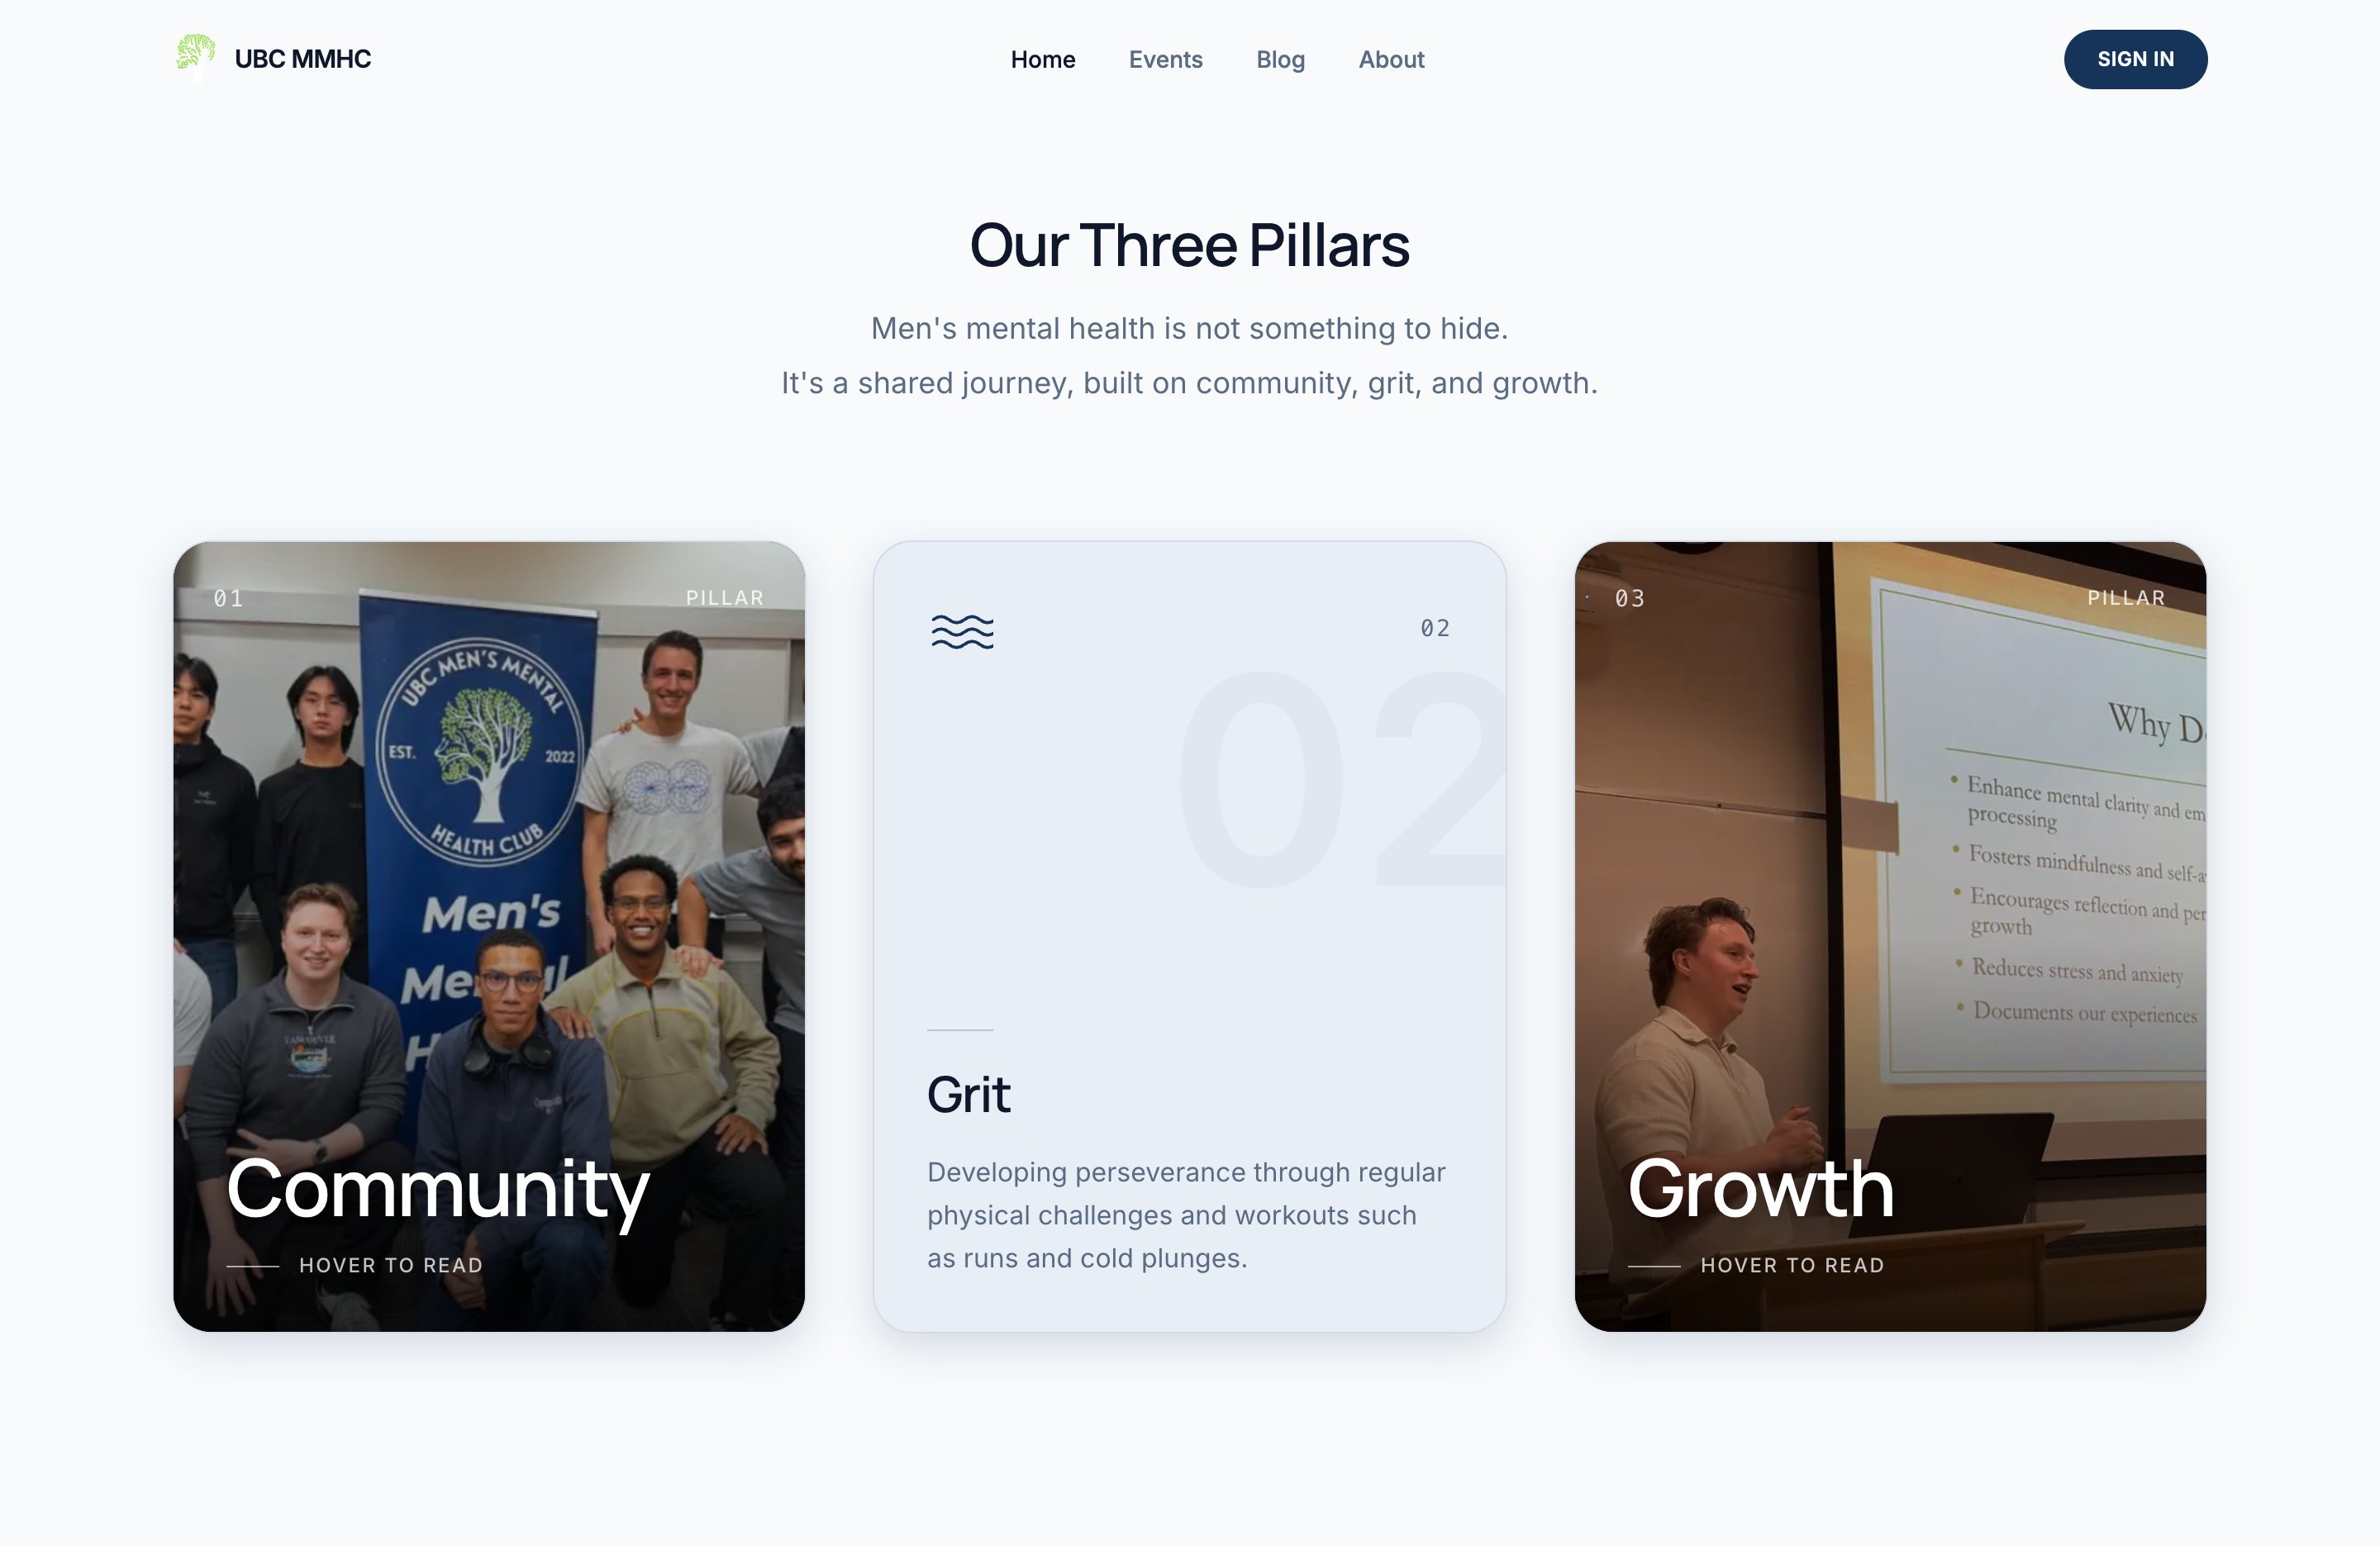 UBC MMHC
Home
Events
Blog
About
SIGN IN
Our Three Pillars
Men's mental health is not something to hide.
It's a shared journey, built on community, grit, and growth.
01
PILLAR
UBC MEN'S MENTAL
EST.
2022
HEALTH CLUB
Men's
VANCOUVER
Community
HOVER TO READ
02
02
Grit
Developing perseverance through regular
physical challenges and workouts such
as runs and cold plunges.
03
PILLAR
Why
Enhance mental clarity and
processing
Fosters mindfulness and
Encourages reflection and
growth
Reduces stress and anxiety
Documents our experiences
Growth
HOVER TO READ